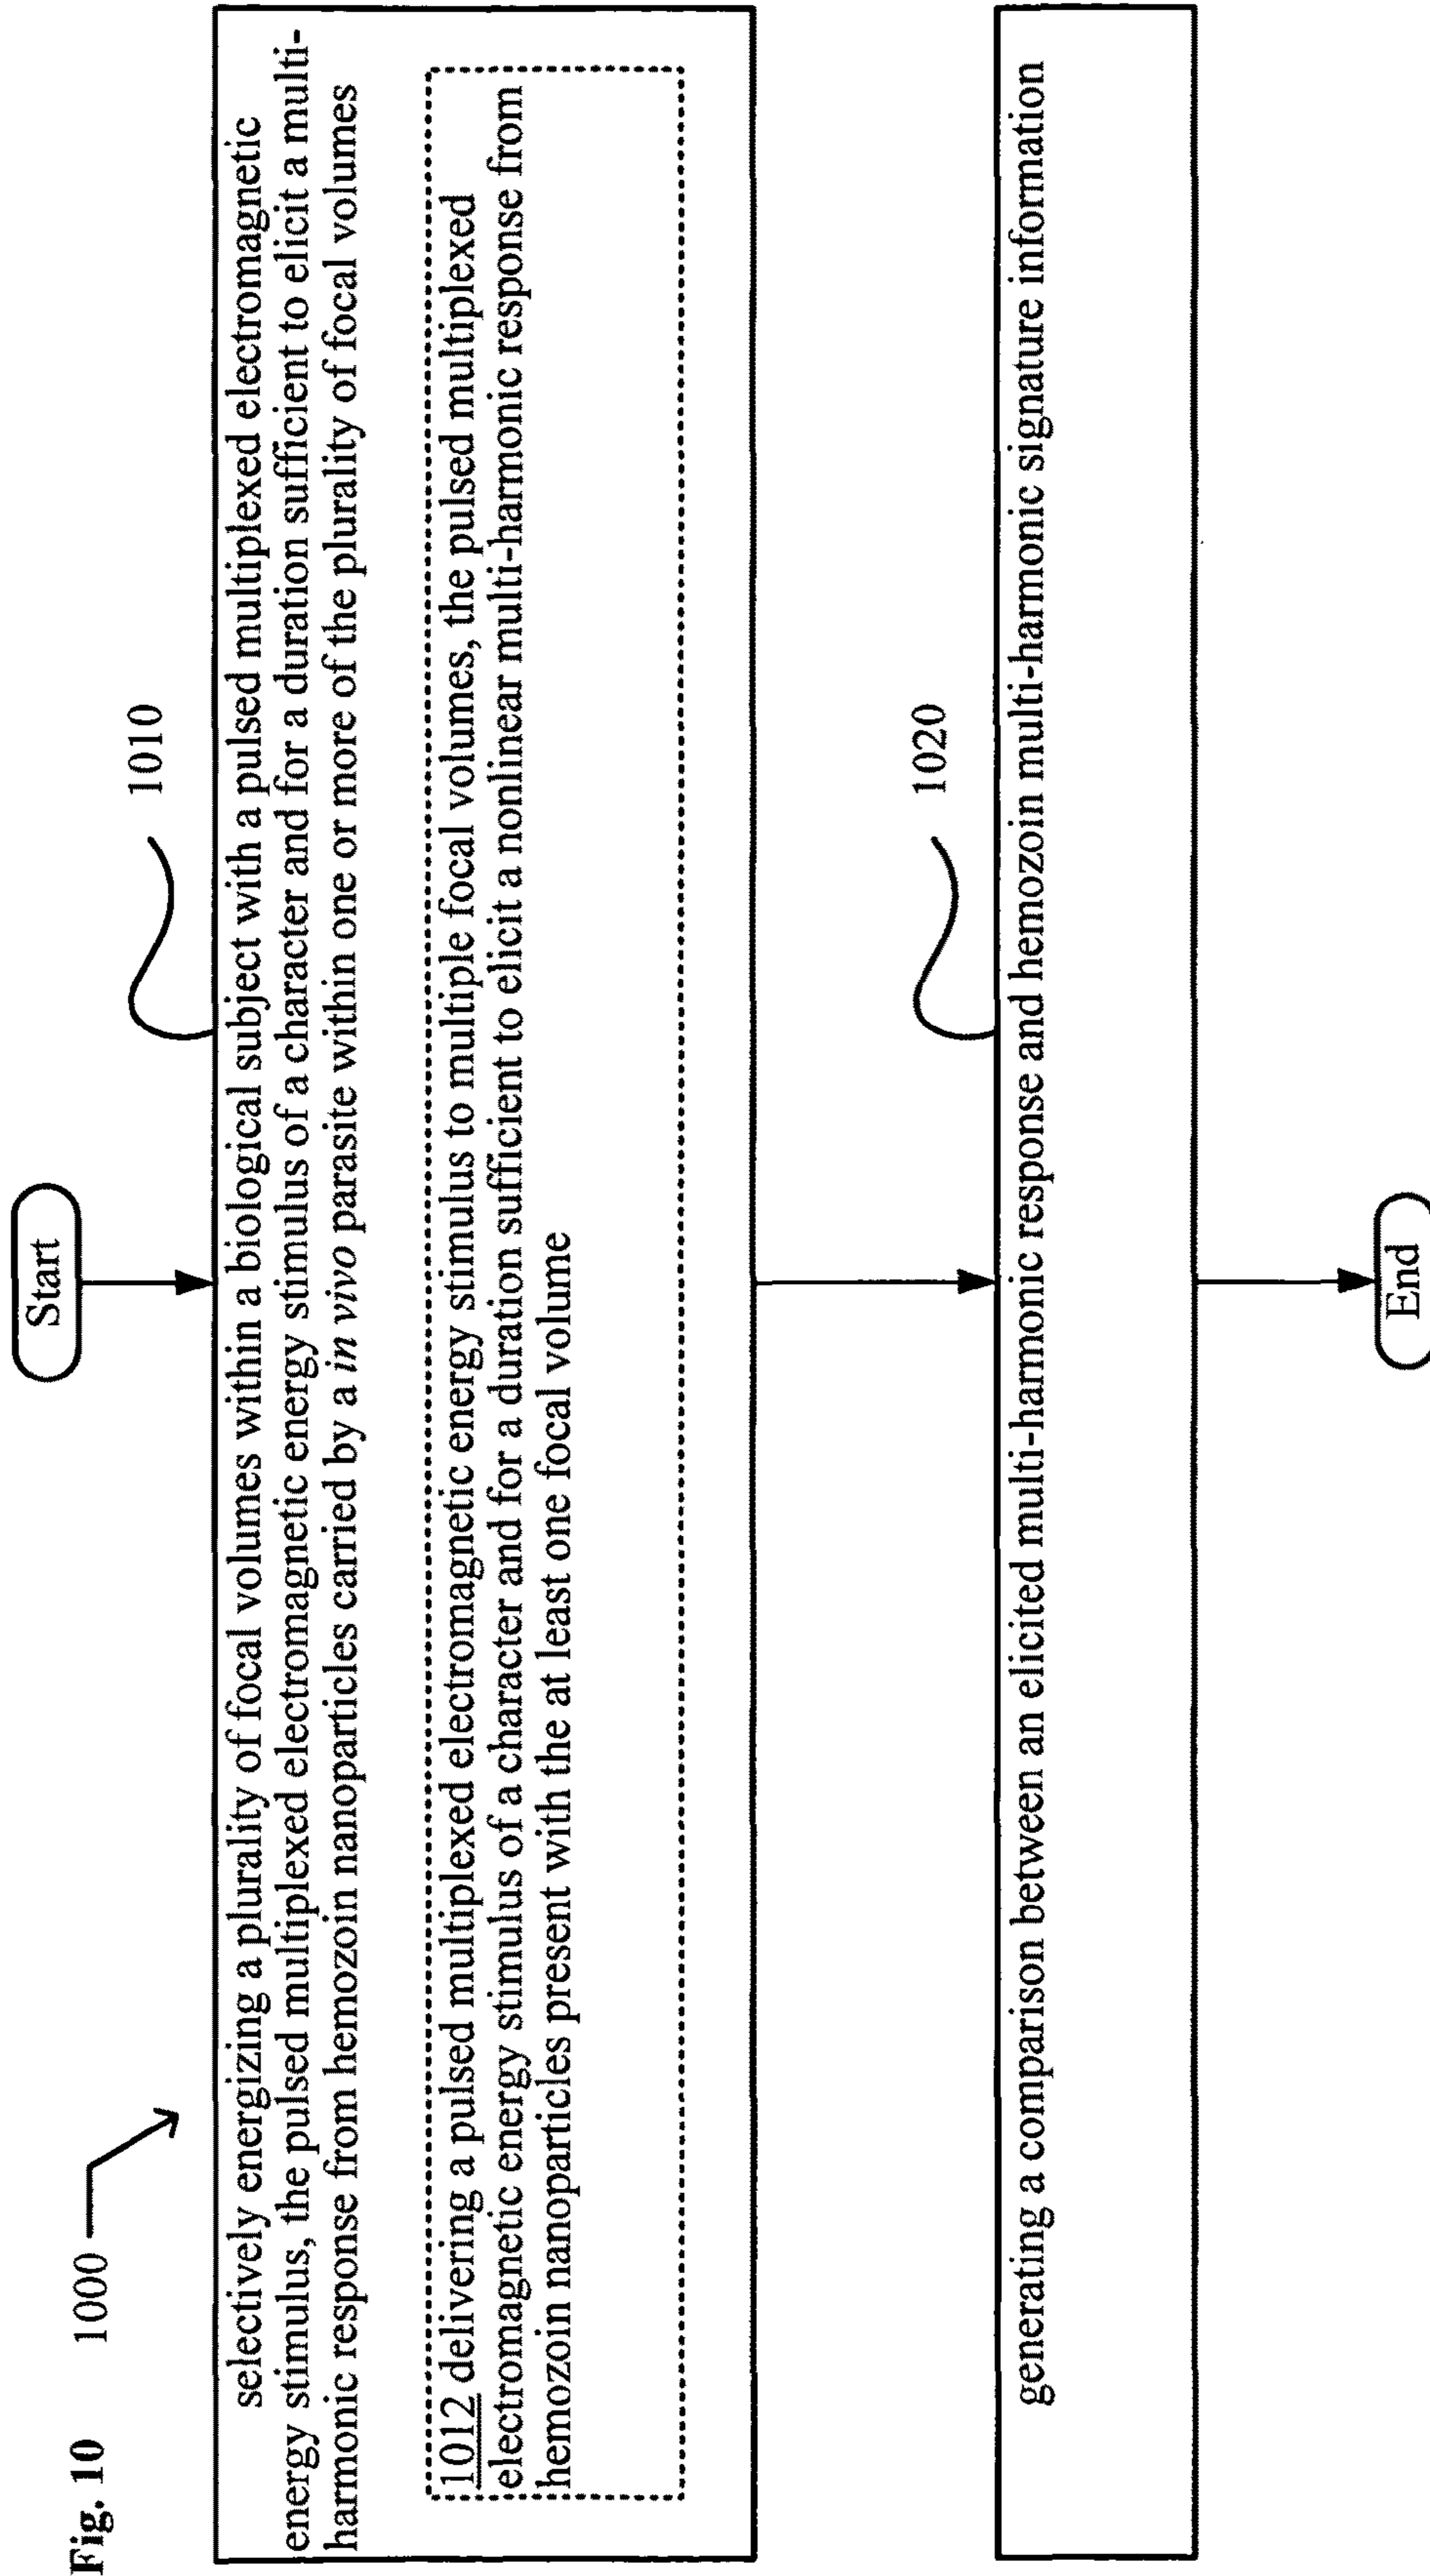 Fig. 10
1000
Start
1010
selectively energizing a plurality of focal volumes within a biological subject with a pulsed multiplexed electromagnetic
energy stimulus, the pulsed multiplexed electromagnetic energy stimulus of a character and for a duration sufficient to elicit a multi-
harmonic response from hemozoin nanoparticles carried by a in vivo parasite within one or more of the plurality of focal volumes
1012 delivering a pulsed multiplexed electromagnetic energy stimulus to multiple focal volumes, the pulsed multiplexed
electromagnetic energy stimulus of a character and for a duration sufficient to elicit a nonlinear multi-harmonic response from
hemozoin nanoparticles present with the at least one focal volume
1020
generating a comparison between an elicited multi-harmonic response and hemozoin multi-harmonic signature information
End